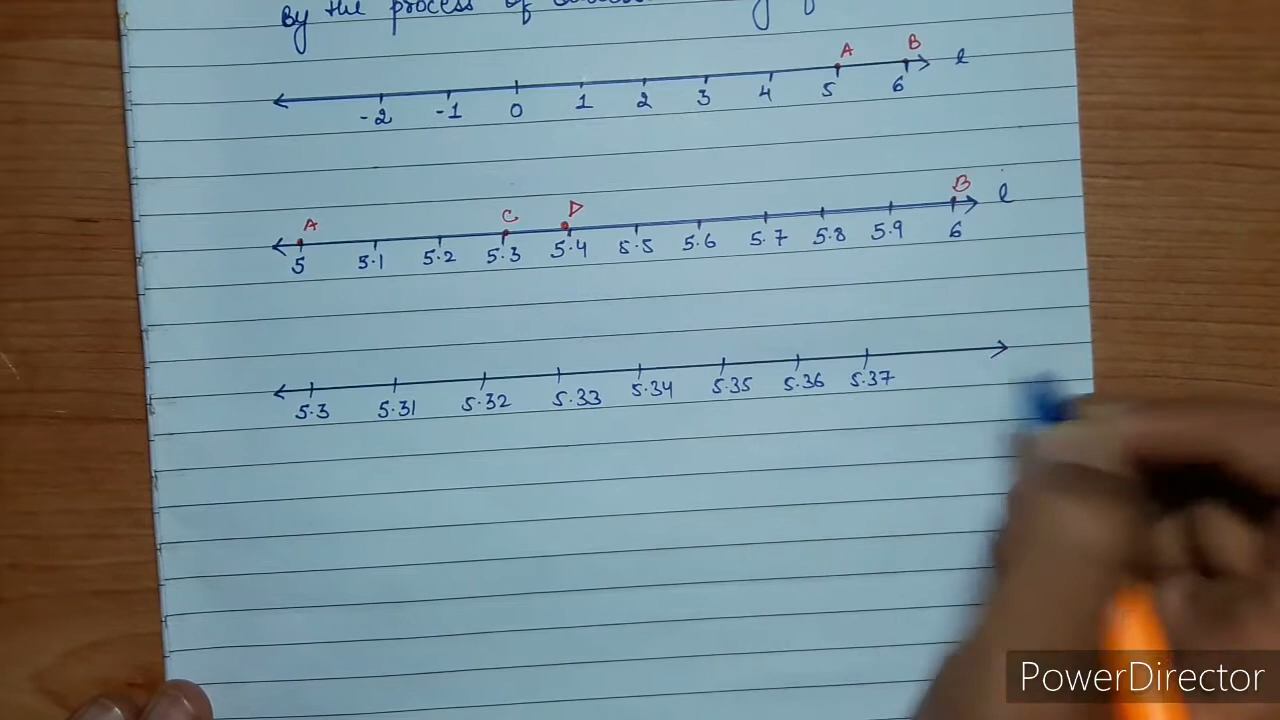 By the process of
A B
-2 -1 0 1 2 3 4 5 6 l
A C D B l
5 5.1 5.2 5.3 5.4 5.5 5.6 5.7 5.8 5.9 6
5.3 5.31 5.32 5.33 5.34 5.35 5.36 5.37
PowerDirector